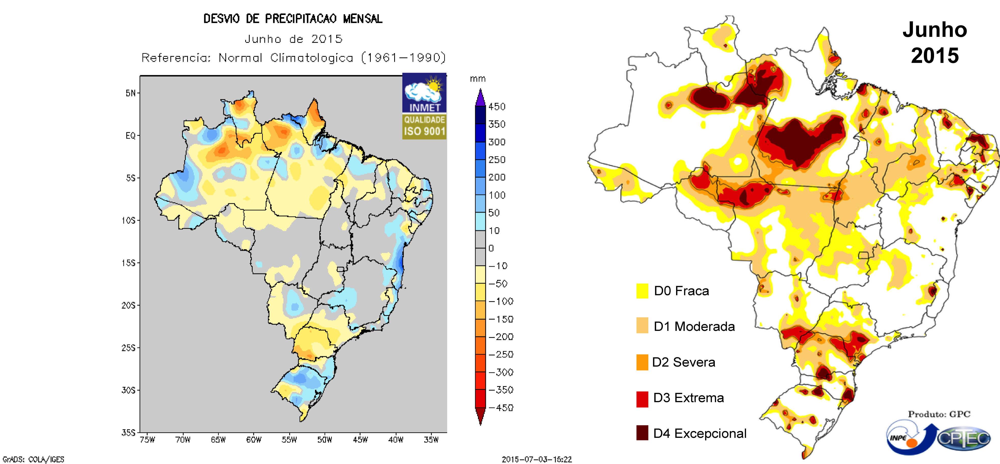 DESVIO DE PRECIPITACAO MENSAL
Junho de 2015
Referencia: Normal Climatologica (1961-1990)
INMET
QUALIDADE
ISO 9001
5N
EQ
5S
10S
15S
20S
25S
30S
35S
75W 70W 65W 60W 55W 50W 45W 40W 35W
mm
450
350
300
250
200
100
50
10
0
-10
-50
-100
-150
-200
-250
-300
-350
-450
GrADS: COLA/IGES
2015-07-03-15:22
Junho
2015
D0 Fraca
D1 Moderada
D2 Severa
D3 Extrema
D4 Excepcional
Produto: GPC
INPE
CPTEC